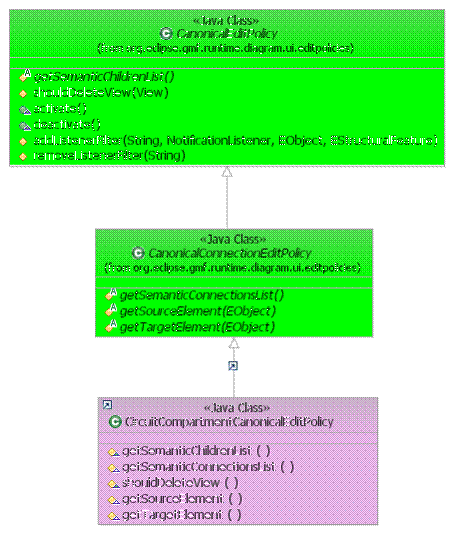 «Java Class»
CanonicalEditPolicy
(from org.eclipse.gmf.runtime.diagram.ui.editpolicies)
getSemanticChildrenList()
shouldDeleteView(View)
activate()
deactivate()
addListenerFilter(String, NotificationListener, EObject, EStructuralFeature)
removeListenerFilter(String)
«Java Class»
CanonicalConnectionEditPolicy
(from org.eclipse.gmf.runtime.diagram.ui.editpolicies)
getSemanticConnectionsList()
getSourceElement(EObject)
getTargetElement(EObject)
«Java Class»
CircuitCompartmentCanonicalEditPolicy
getSemanticChildrenList ( )
getSemanticConnectionsList ( )
shouldDeleteView ( )
getSourceElement ( )
getTargetElement ( )